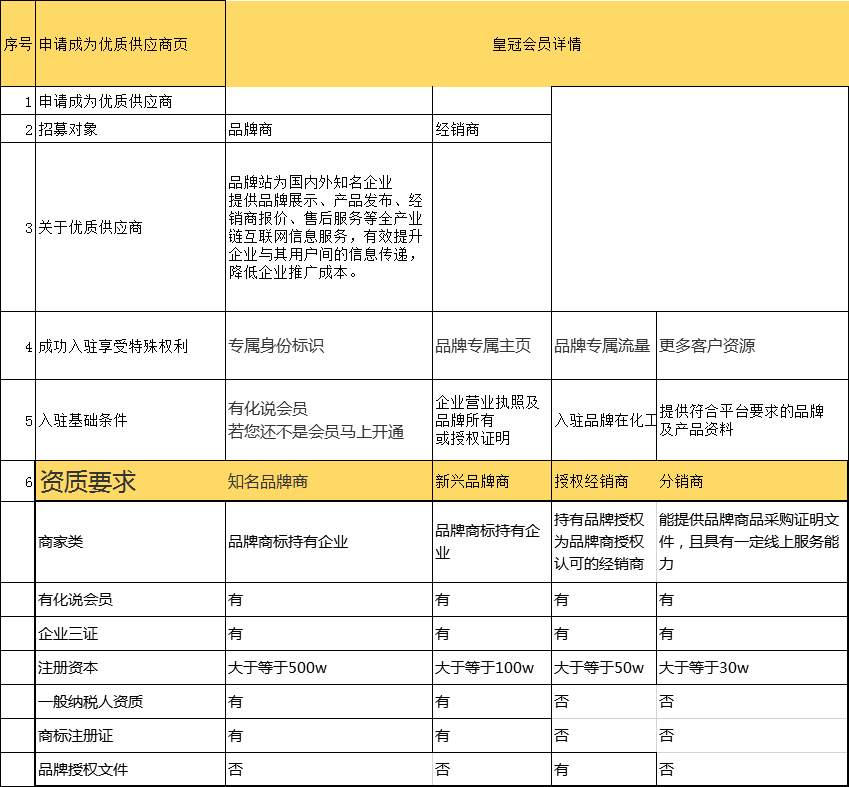 序号 申请成为优质供应商页 皇冠会员详情
1 申请成为优质供应商
2 招募对象 品牌商 经销商
3 关于优质供应商
品牌站为国内外知名企业
提供品牌展示、产品发布、经
销商报价、售后服务等全产业
链互联网信息服务，有效提升
企业与其用户间的信息传递，
降低企业推广成本。
4 成功入驻享受特殊权利 专属身份标识 品牌专属主页 品牌专属流量 更多客户资源
5 入驻基础条件
有化说会员
若您还不是会员马上开通
企业营业执照及
品牌所有
或授权证明
入驻品牌在化工
提供符合平台要求的品牌
及产品资料
6 资质要求 知名品牌商 新兴品牌商 授权经销商 分销商
商家类 品牌商标持有企业
品牌商标持有企
业
持有品牌授权
为品牌商授权
认可的经销商
能提供品牌商品采购证明文
件，且具有一定线上服务能
力
有化说会员 有 有 有 有
企业三证 有 有 有 有
注册资本 大于等于500w 大于等于100w 大于等于50w 大于等于30w
一般纳税人资质 有 有 否 否
商标注册证 有 有 否 否
品牌授权文件 否 否 有 否